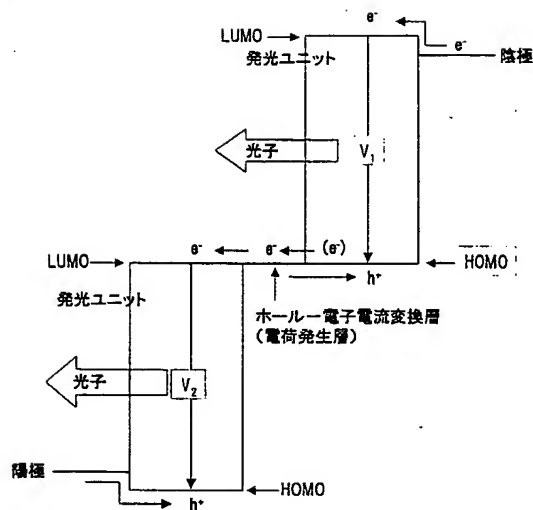 e⁻
LUMO
発光ユニット
e⁻
陰極
光子
V₁
e⁻
e⁻
(e⁻)
LUMO
h⁺
HOMO
発光ユニット
ホール−電子電流変換層
(電荷発生層)
光子
V₂
陽極
h⁺
HOMO